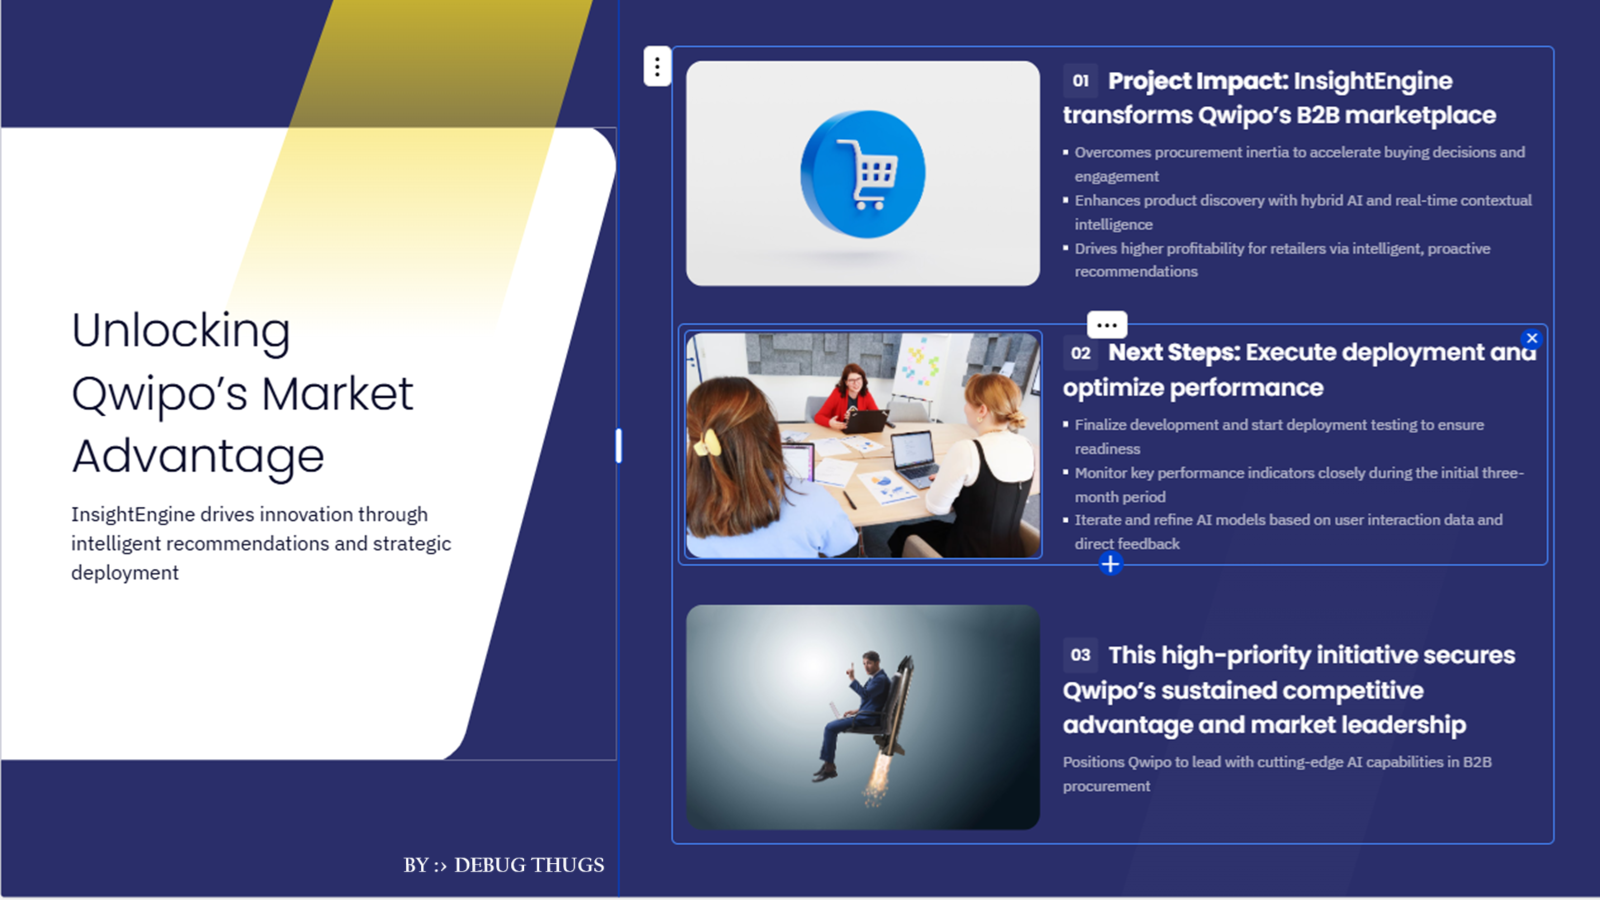 Unlocking
Qwipo’s Market
Advantage
InsightEngine drives innovation through
intelligent recommendations and strategic
deployment
BY :› DEBUG THUGS
01 Project Impact: InsightEngine
transforms Qwipo’s B2B marketplace
▪ Overcomes procurement inertia to accelerate buying decisions and
engagement
▪ Enhances product discovery with hybrid AI and real-time contextual
intelligence
▪ Drives higher profitability for retailers via intelligent, proactive
recommendations
02 Next Steps: Execute deployment and
optimize performance
▪ Finalize development and start deployment testing to ensure
readiness
▪ Monitor key performance indicators closely during the initial three-
month period
▪ Iterate and refine AI models based on user interaction data and
direct feedback
03 This high-priority initiative secures
Qwipo’s sustained competitive
advantage and market leadership
Positions Qwipo to lead with cutting-edge AI capabilities in B2B
procurement